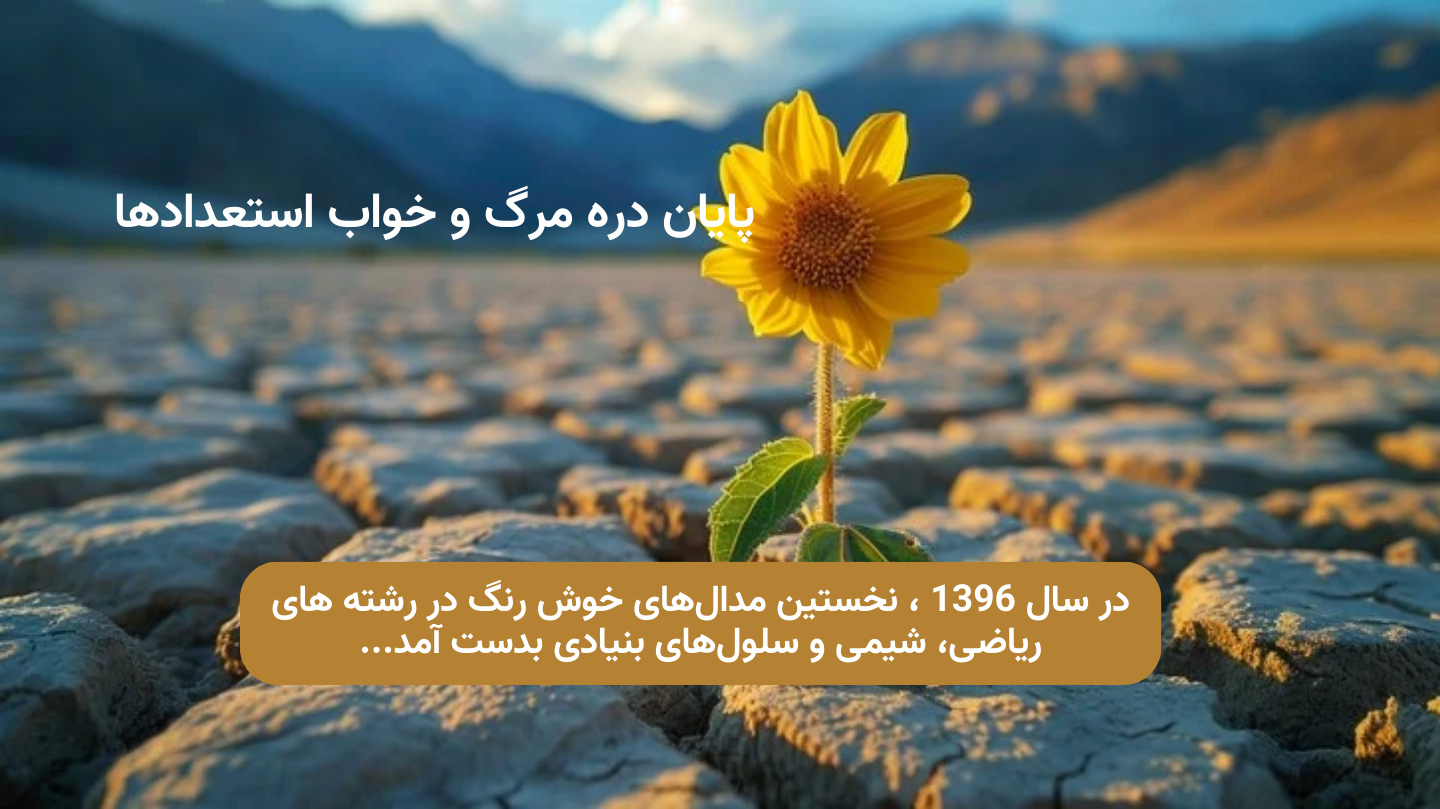 پایان دره مرگ و خواب استعدادها
در سال 1396 ، نخستین مدال‌های خوش رنگ در رشته های
ریاضی، شیمی و سلول‌های بنیادی بدست آمد...